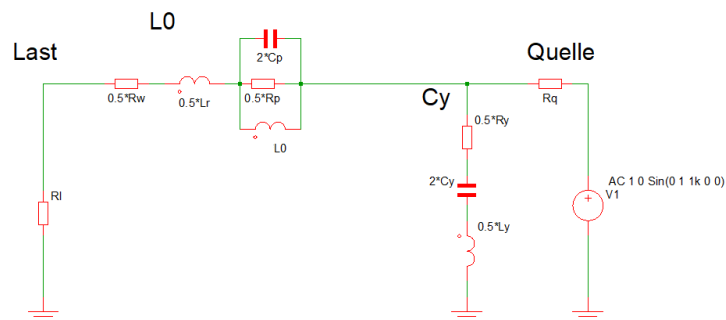 L0
Last
Quelle
2*Cp
0.5*Rw
0.5*Lr
0.5*Rp
Cy
Rq
L0
0.5*Ry
2*Cy
AC 1 0 Sin(0 1 1k 0 0)
V1
Rl
0.5*Ly